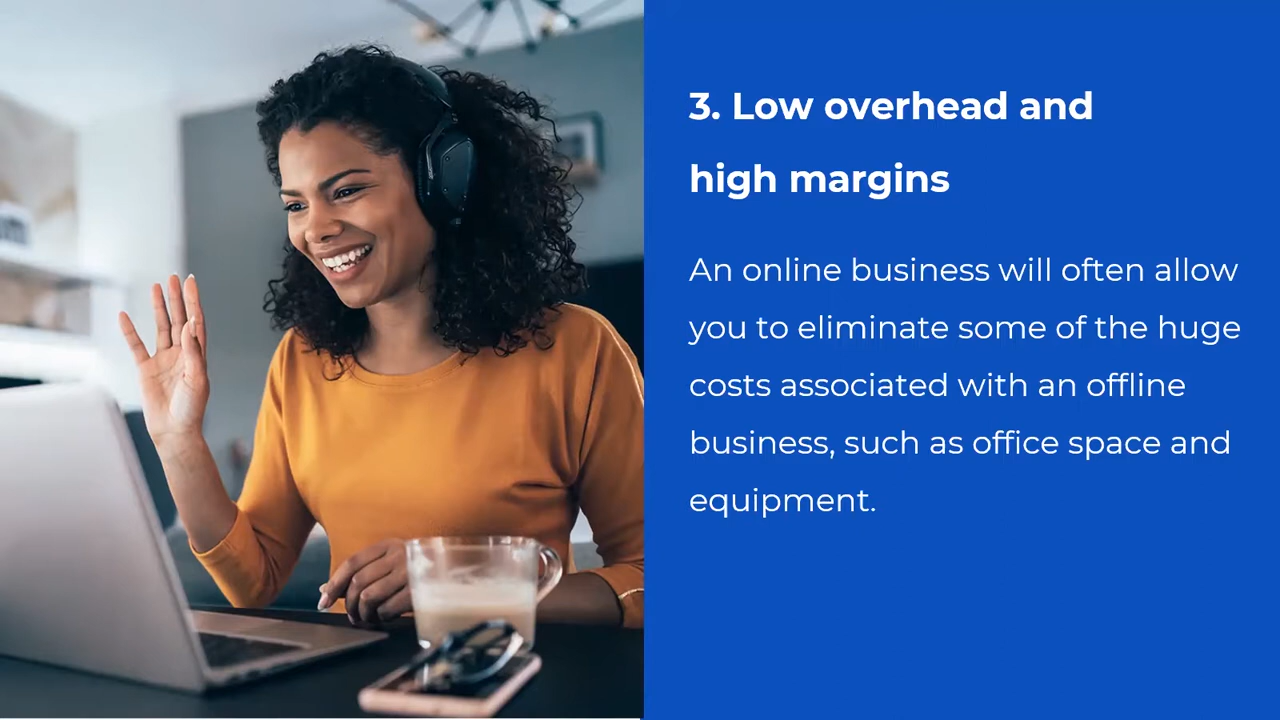 3. Low overhead and
high margins
An online business will often allow
you to eliminate some of the huge
costs associated with an offline
business, such as office space and
equipment.